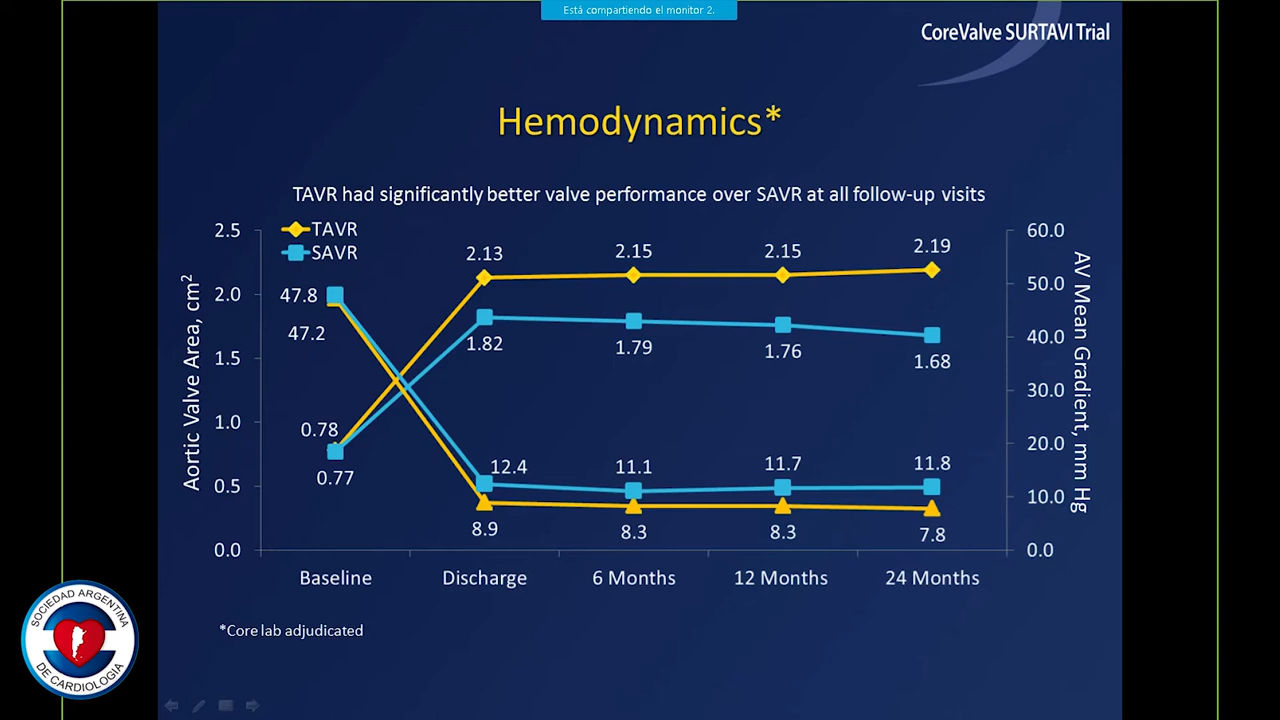 Está compartiendo el monitor 2.
CoreValve SURTAVI Trial
Hemodynamics*
TAVR had significantly better valve performance over SAVR at all follow-up visits
TAVR
SAVR
Aortic Valve Area, cm²
2.5
2.0
1.5
1.0
0.5
0.0
AV Mean Gradient, mm Hg
60.0
50.0
40.0
30.0
20.0
10.0
0.0
47.8
47.2
0.78
0.77
2.13
2.15
2.15
2.19
1.82
1.79
1.76
1.68
12.4
11.1
11.7
11.8
8.9
8.3
8.3
7.8
Baseline
Discharge
6 Months
12 Months
24 Months
*Core lab adjudicated
SOCIEDAD ARGENTINA
DE CARDIOLOGIA